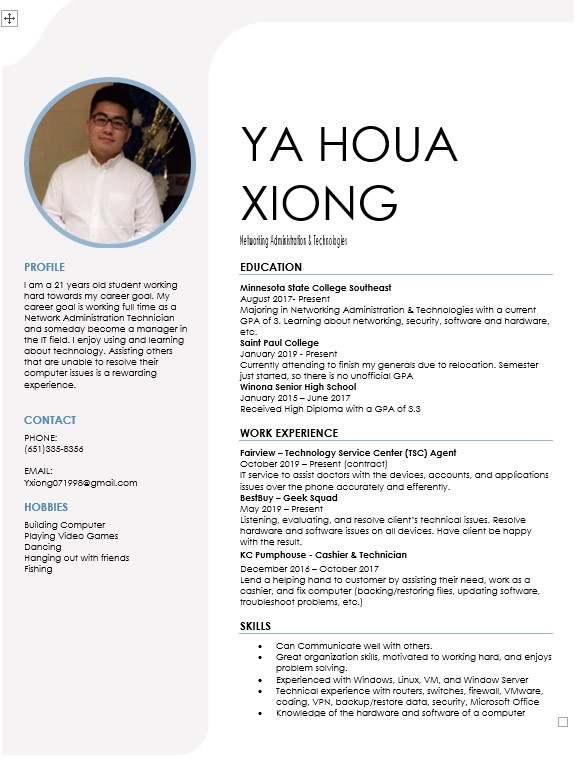 YA HOUA
XIONG
Networking Administration & Technologies
PROFILE
I am a 21 years old student working
hard towards my career goal. My
career goal is working full time as a
Network Administration Technician
and someday become a manager in
the IT field. I enjoy using and learning
about technology. Assisting others
that are unable to resolve their
computer issues is a rewarding
experience.
CONTACT
PHONE:
(651)335-8356
EMAIL:
Yxiong071998@gmail.com
HOBBIES
Building Computer
Playing Video Games
Dancing
Hanging out with friends
Fishing
EDUCATION
Minnesota State College Southeast
August 2017- Present
Majoring in Networking Administration & Technologies with a current
GPA of 3. Learning about networking, security, software and hardware,
etc.
Saint Paul College
January 2019 - Present
Currently attending to finish my generals due to relocation. Semester
just started, so there is no unofficial GPA
Winona Senior High School
January 2015 – June 2017
Received High Diploma with a GPA of 3.3
WORK EXPERIENCE
Fairview – Technology Service Center (TSC) Agent
October 2019 – Present (contract)
IT service to assist doctors with the devices, accounts, and applications
issues over the phone accurately and efferently.
BestBuy – Geek Squad
May 2019 – Present
Listening, evaluating, and resolve client's technical issues. Resolve
hardware and software issues on all devices. Have client be happy
with the result.
KC Pumphouse - Cashier & Technician
December 2016 – October 2017
Lend a helping hand to customer by assisting their need, work as a
cashier, and fix computer (backing/restoring files, updating software,
troubleshoot problems, etc.)
SKILLS
• Can Communicate well with others.
• Great organization skills, motivated to working hard, and enjoys
problem solving.
• Experienced with Windows, Linux, VM, and Window Server
• Technical experience with routers, switches, firewall, VMware,
coding, VPN, backup/restore data, security, Microsoft Office
• Knowledge of the hardware and software of a computer